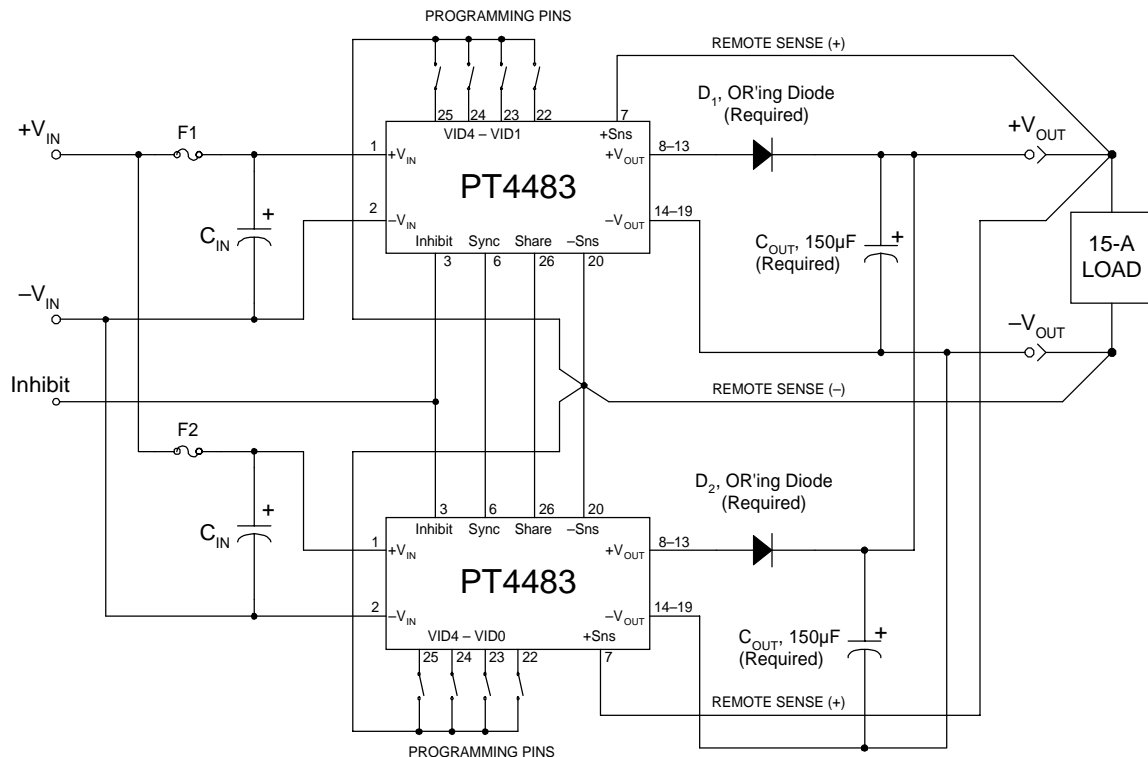 PROGRAMMING PINS
REMOTE SENSE (+)
25 24 23 22
7
D1, OR'ing Diode
(Required)
+VIN
F1
VID4 – VID1
+Sns
+VOUT
1
+VIN
+VOUT
8–13
PT4483
2
–VIN
–VOUT
14–19
+
CIN
Inhibit Sync Share –Sns
3 6 26 20
COUT, 150µF
(Required)
+
15-A
LOAD
–VIN
–VOUT
Inhibit
REMOTE SENSE (–)
F2
D2, OR'ing Diode
(Required)
+
CIN
3 6 26 20
Inhibit Sync Share –Sns
1
+VIN
+VOUT
8–13
PT4483
2
–VIN
–VOUT
14–19
VID4 – VID0
+Sns
25 24 23 22
7
COUT, 150µF
(Required)
+
REMOTE SENSE (+)
PROGRAMMING PINS